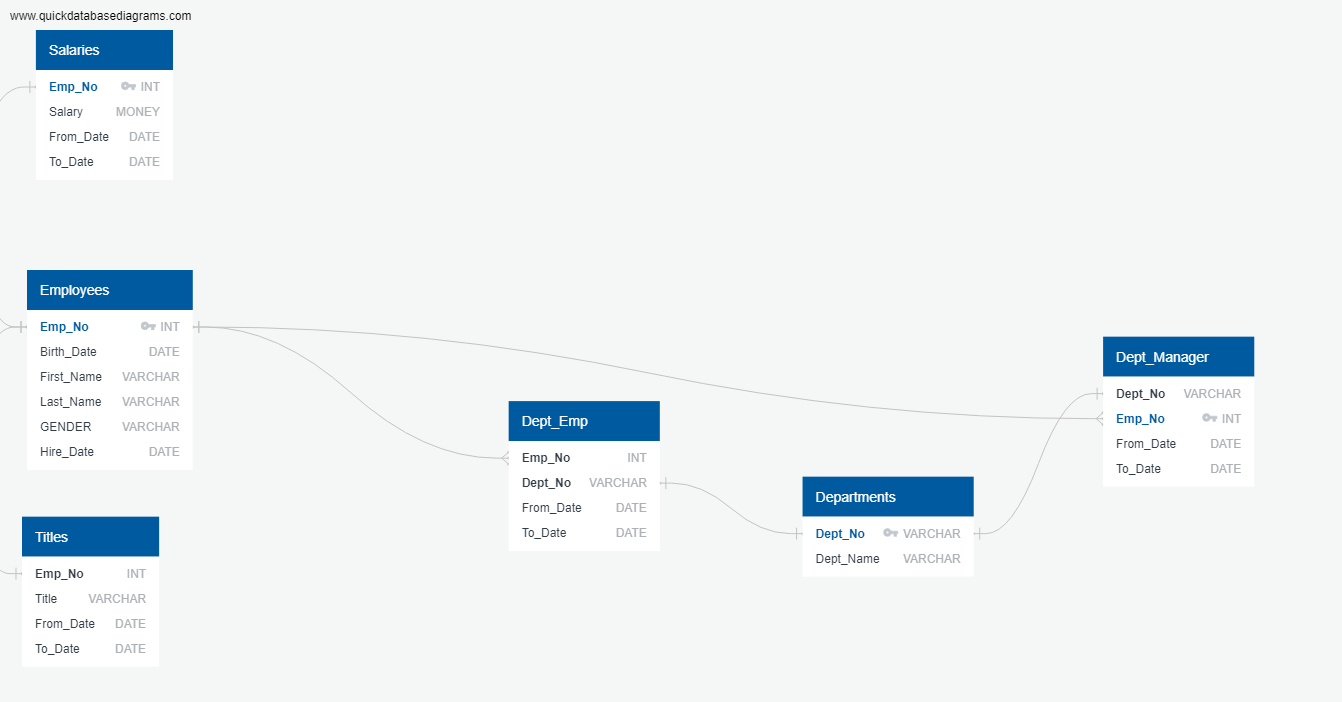 www.quickdatabasediagrams.com
Salaries
Emp_No INT
Salary MONEY
From_Date DATE
To_Date DATE
Employees
Emp_No INT
Birth_Date DATE
First_Name VARCHAR
Last_Name VARCHAR
GENDER VARCHAR
Hire_Date DATE
Titles
Emp_No INT
Title VARCHAR
From_Date DATE
To_Date DATE
Dept_Emp
Emp_No INT
Dept_No VARCHAR
From_Date DATE
To_Date DATE
Departments
Dept_No VARCHAR
Dept_Name VARCHAR
Dept_Manager
Dept_No VARCHAR
Emp_No INT
From_Date DATE
To_Date DATE